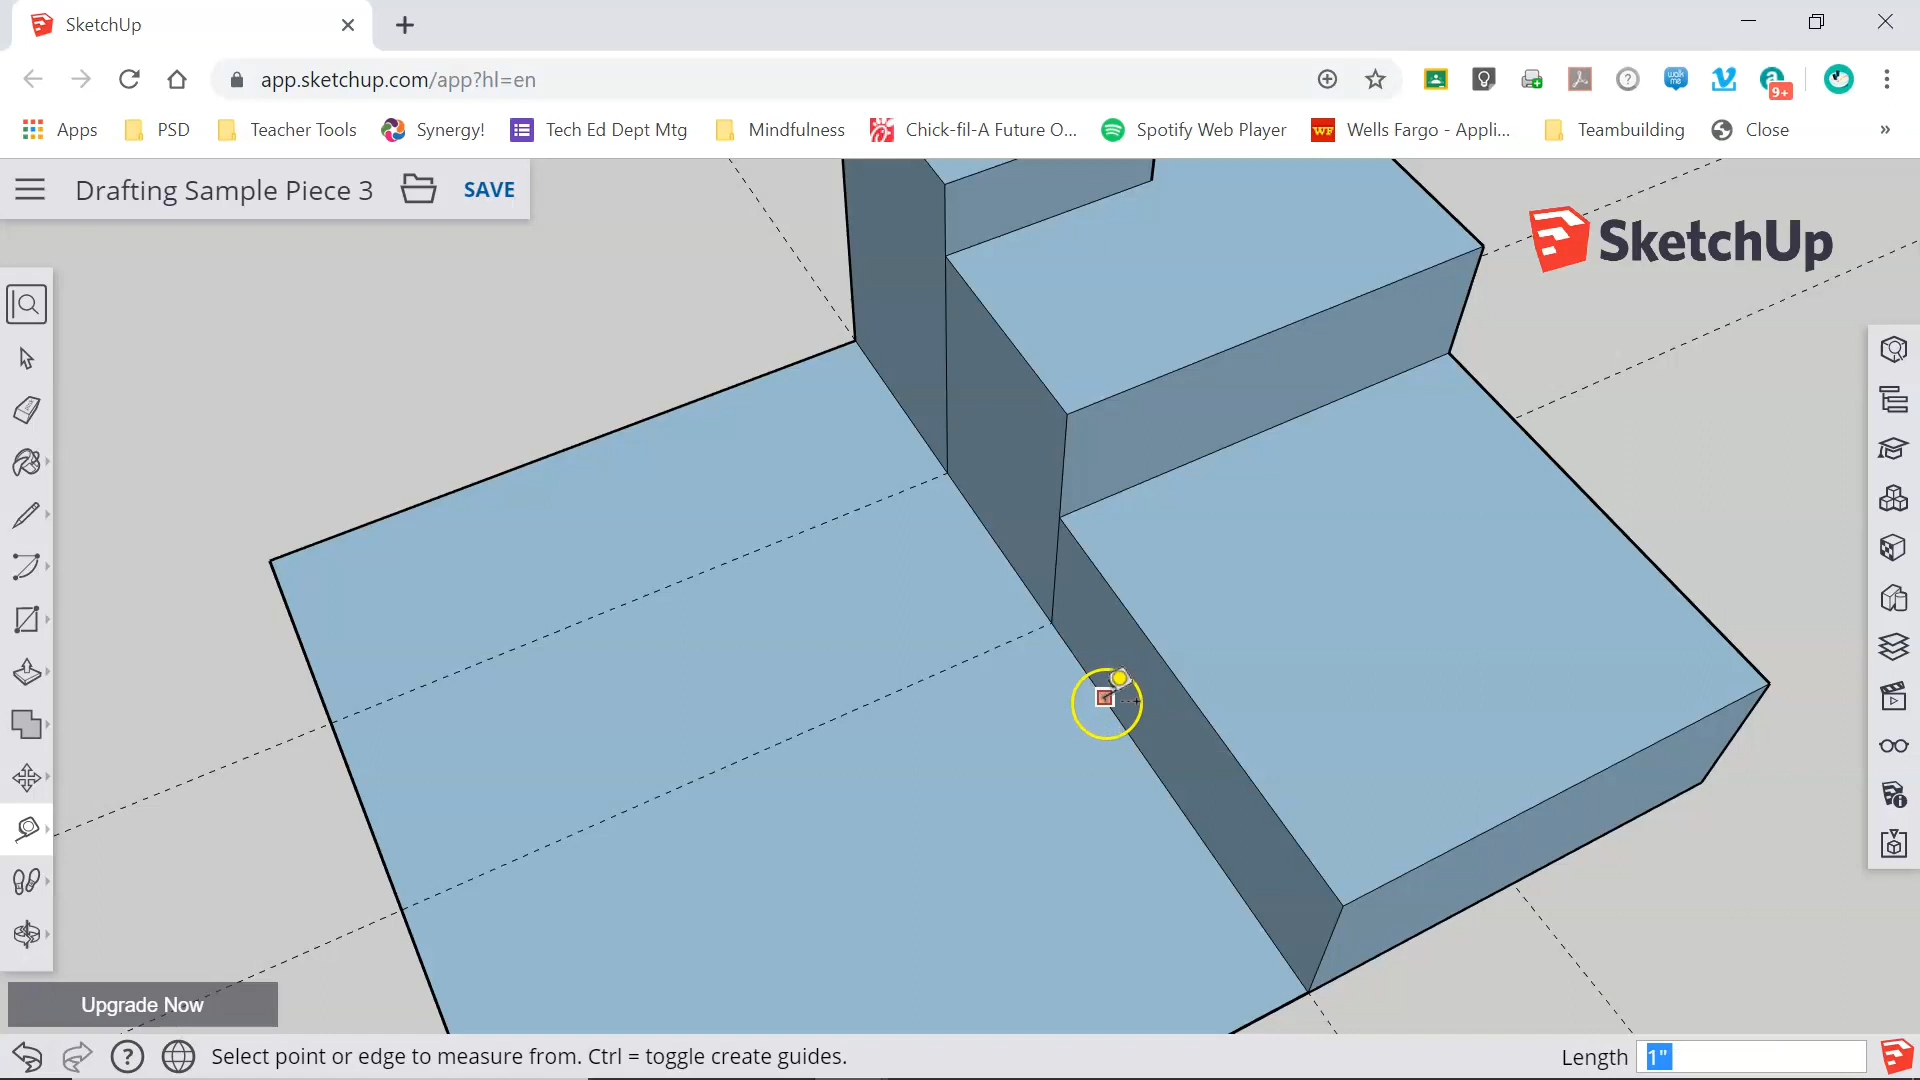 SketchUp
app.sketchup.com/app?hl=en
9+
Apps PSD Teacher Tools Synergy! Tech Ed Dept Mtg Mindfulness Chick-fil-A Future O... Spotify Web Player Wells Fargo - Appli... Teambuilding Close »
Drafting Sample Piece 3 SAVE
SketchUp
Upgrade Now
Select point or edge to measure from. Ctrl = toggle create guides. Length 1"